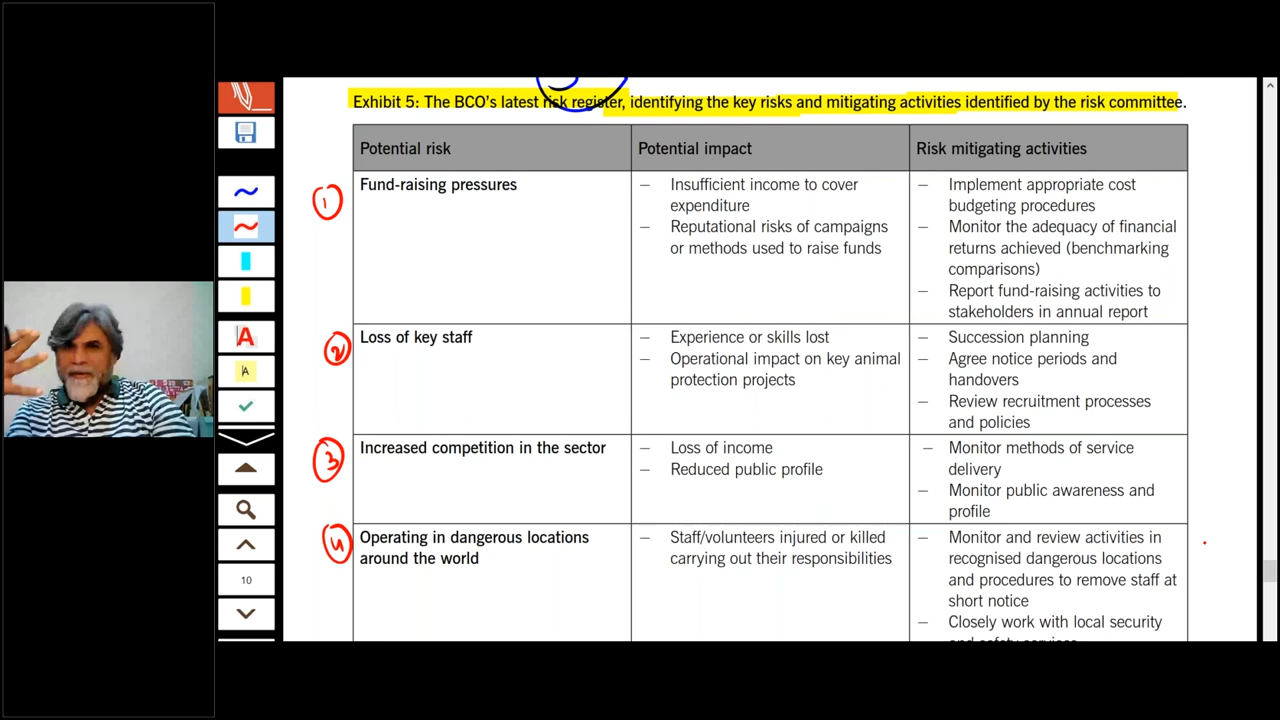 Exhibit 5: The BCO's latest risk register, identifying the key risks and mitigating activities identified by the risk committee.
Potential risk
Potential impact
Risk mitigating activities
1
Fund-raising pressures
– Insufficient income to cover
expenditure
– Reputational risks of campaigns
or methods used to raise funds
– Implement appropriate cost
budgeting procedures
– Monitor the adequacy of financial
returns achieved (benchmarking
comparisons)
– Report fund-raising activities to
stakeholders in annual report
2
Loss of key staff
– Experience or skills lost
– Operational impact on key animal
protection projects
– Succession planning
– Agree notice periods and
handovers
– Review recruitment processes
and policies
3
Increased competition in the sector
– Loss of income
– Reduced public profile
– Monitor methods of service
delivery
– Monitor public awareness and
profile
4
Operating in dangerous locations
around the world
– Staff/volunteers injured or killed
carrying out their responsibilities
– Monitor and review activities in
recognised dangerous locations
and procedures to remove staff at
short notice
– Closely work with local security
and safety services
A
A
10